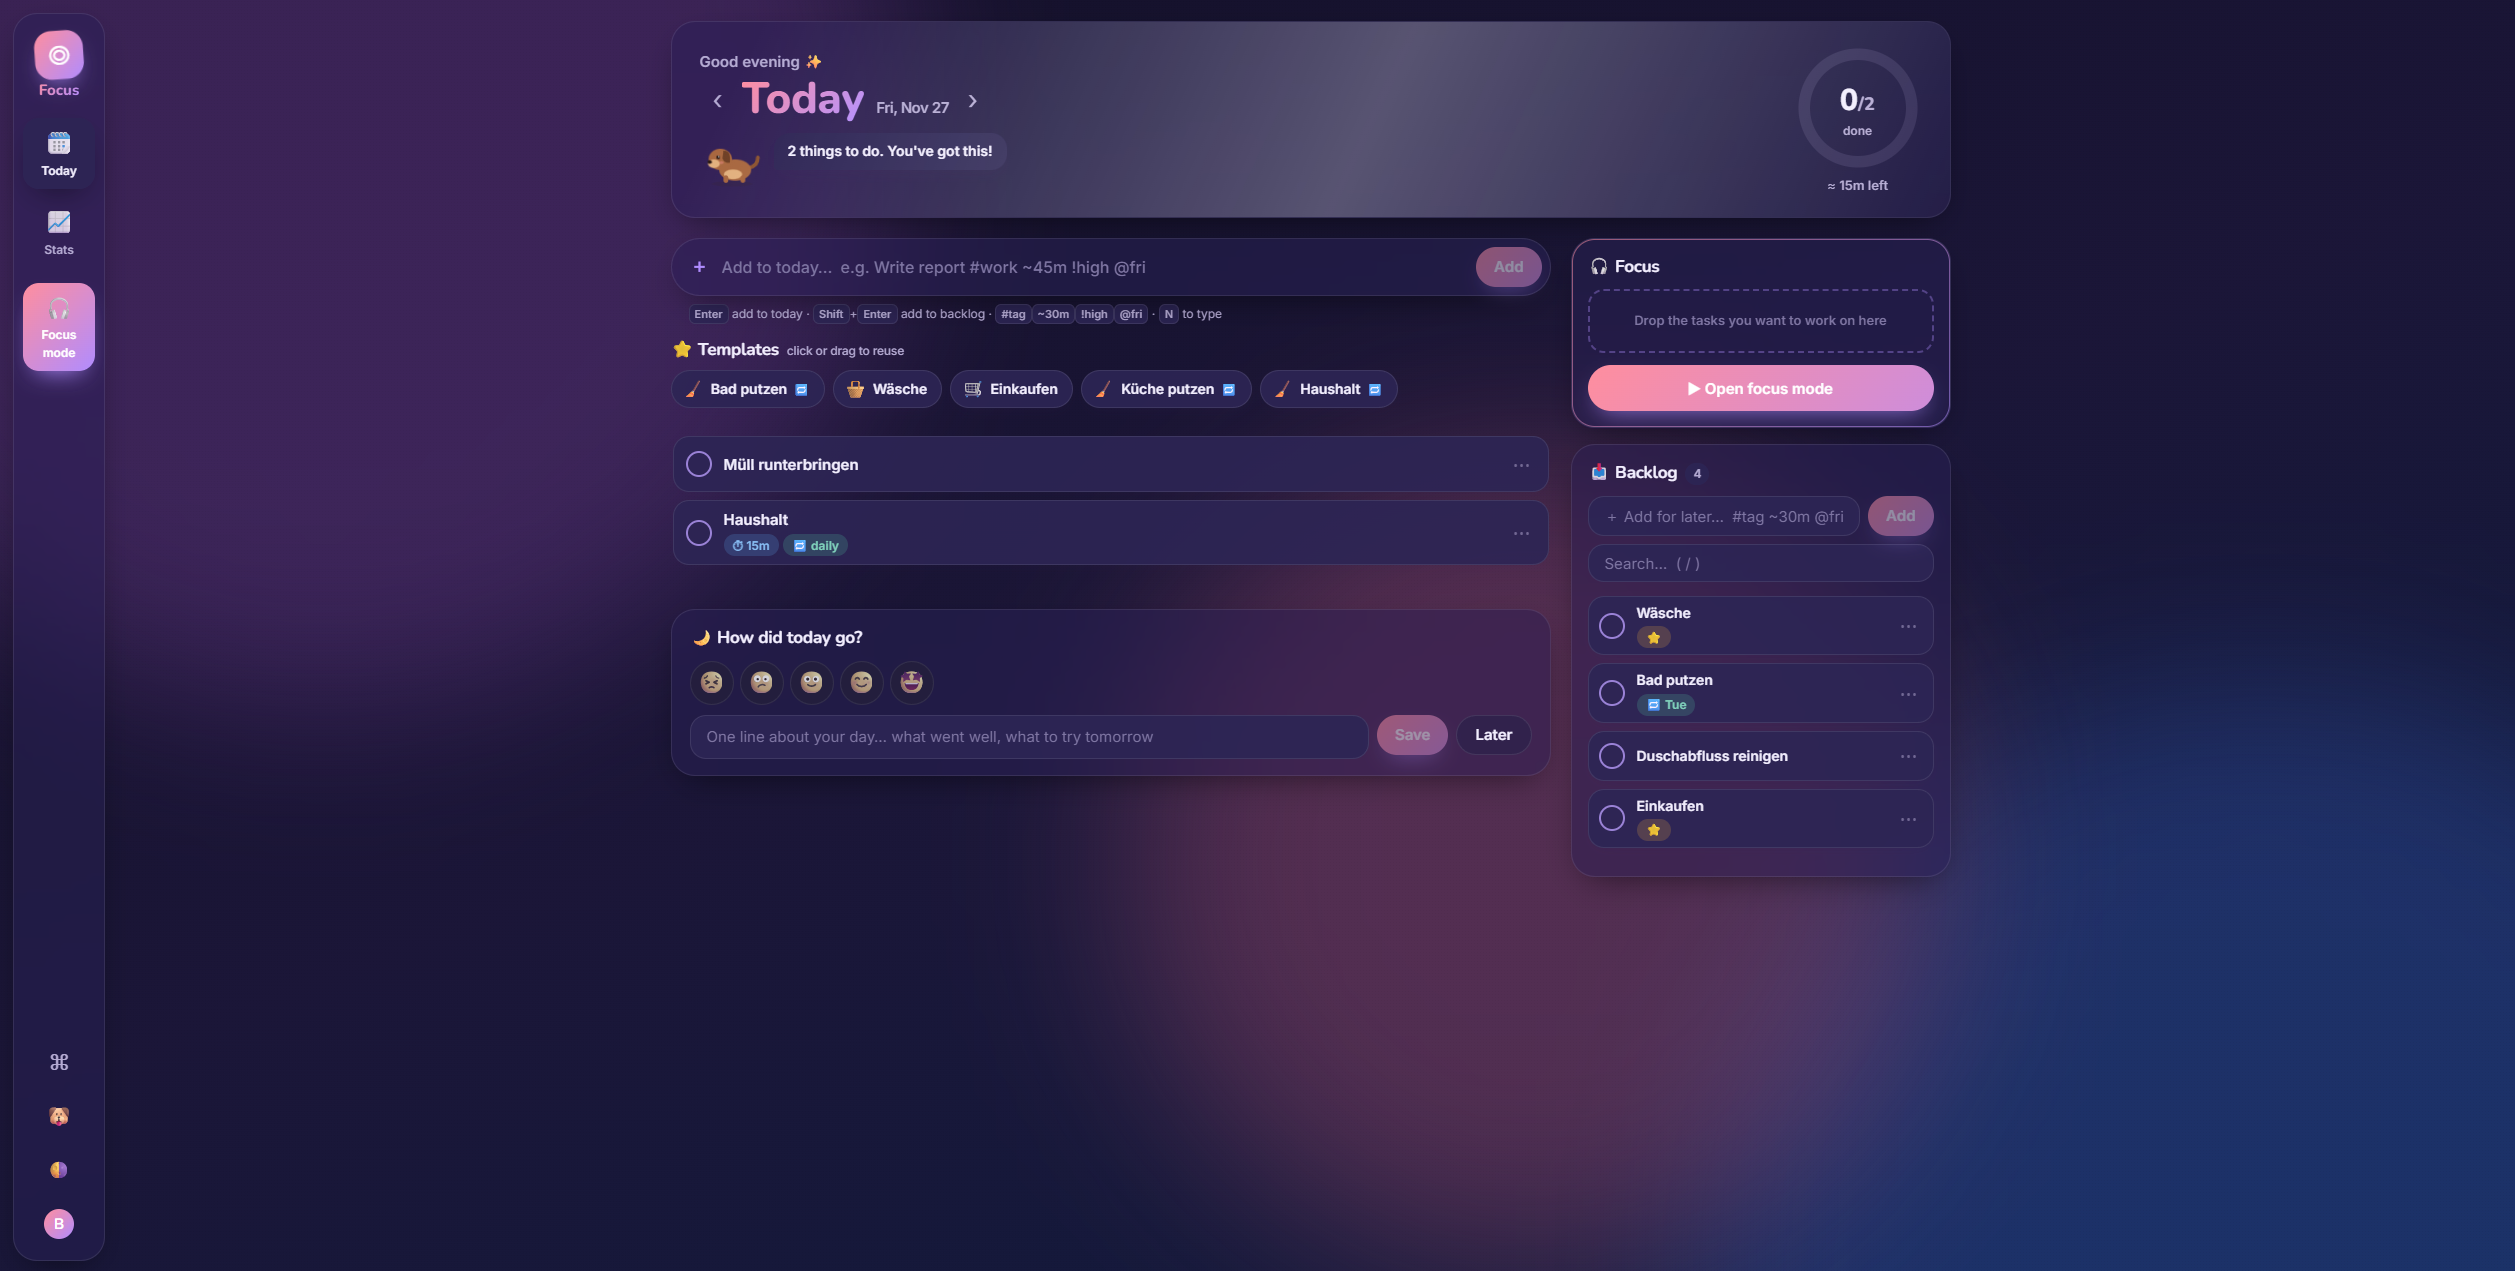 Focus
Today
Stats
Focus
mode
B
Good evening ✨
‹ Today Fri, Nov 27 ›
2 things to do. You've got this!
0/2
done
≈ 15m left
+ Add to today... e.g. Write report #work ~45m !high @fri
Add
Enter add to today · Shift+Enter add to backlog · #tag ~30m !high @fri · N to type
⭐ Templates click or drag to reuse
Bad putzen
Wäsche
Einkaufen
Küche putzen
Haushalt
Müll runterbringen
Haushalt
15m daily
How did today go?
One line about your day... what went well, what to try tomorrow
Save
Later
Focus
Drop the tasks you want to work on here
▶ Open focus mode
Backlog 4
+ Add for later... #tag ~30m @fri
Add
Search... ( / )
Wäsche
Bad putzen
Tue
Duschabfluss reinigen
Einkaufen